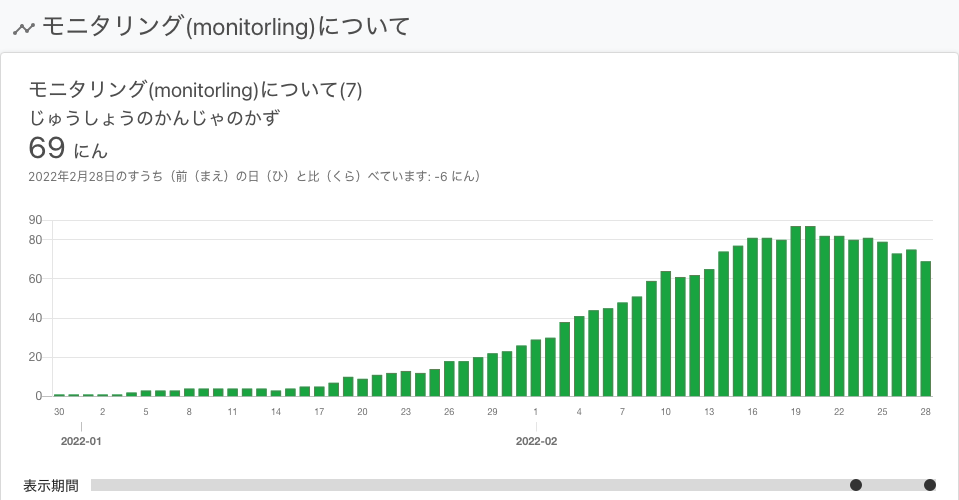 モニタリング(monitorling)について
モニタリング(monitorling)について(7)
じゅうしょうのかんじゃのかず
69 にん
2022年2月28日のすうち（前（まえ）の日（ひ）と比（くら）べています: -6 にん）
90
80
60
40
20
0
30 2 5 8 11 14 17 20 23 26 29 1 4 7 10 13 16 19 22 25 28
2022-01 2022-02
表示期間